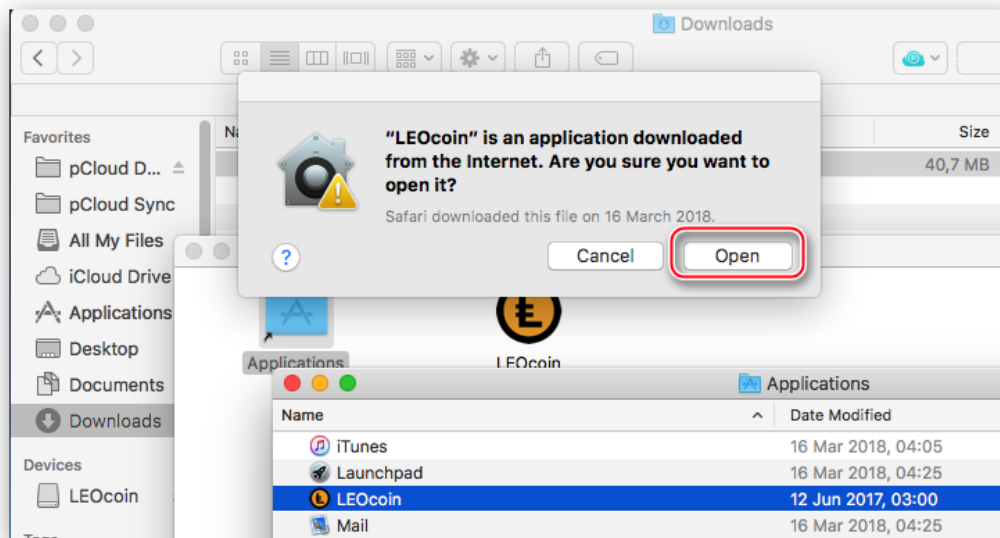 Downloads
Favorites
pCloud D...
pCloud Sync
All My Files
iCloud Drive
Applications
Desktop
Documents
Downloads
Devices
LEOcoin
Size
40,7 MB
“LEOcoin” is an application downloaded
from the Internet. Are you sure you want to
open it?
Safari downloaded this file on 16 March 2018.
?
Cancel
Open
Applications
LEOcoin
Applications
Name
Date Modified
iTunes
16 Mar 2018, 04:05
Launchpad
16 Mar 2018, 04:25
LEOcoin
12 Jun 2017, 03:00
Mail
16 Mar 2018, 04:25